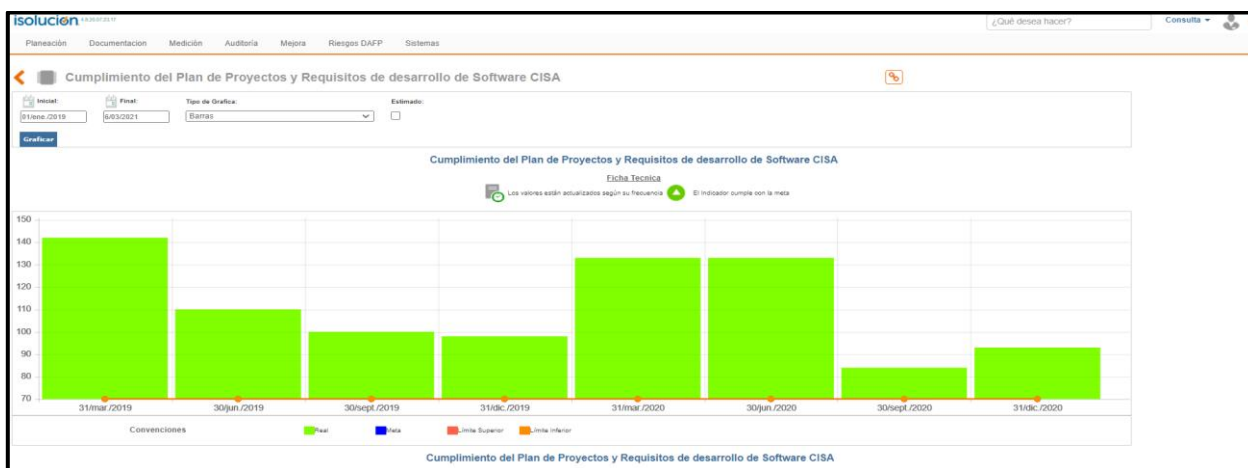 isolución
¿Qué desea hacer?
Consulta
Planeación Documentacion Medición Auditoría Mejora Riesgos DAFP Sistemas
Cumplimiento del Plan de Proyectos y Requisitos de desarrollo de Software CISA
Inicial: Final: Tipo de Grafica: Estimado:
01/ene./2019 6/03/2021 Barras
Graficar
Cumplimiento del Plan de Proyectos y Requisitos de desarrollo de Software CISA
Ficha Tecnica
Los valores están actualizados según su frecuencia El Indicador cumple con la meta
150
140
130
120
110
100
90
80
70
31/mar./2019 30/jun./2019 30/sept./2019 31/dic./2019 31/mar./2020 30/jun./2020 30/sept./2020 31/dic./2020
Convenciones Real Meta Límite Superior Límite Inferior
Cumplimiento del Plan de Proyectos y Requisitos de desarrollo de Software CISA